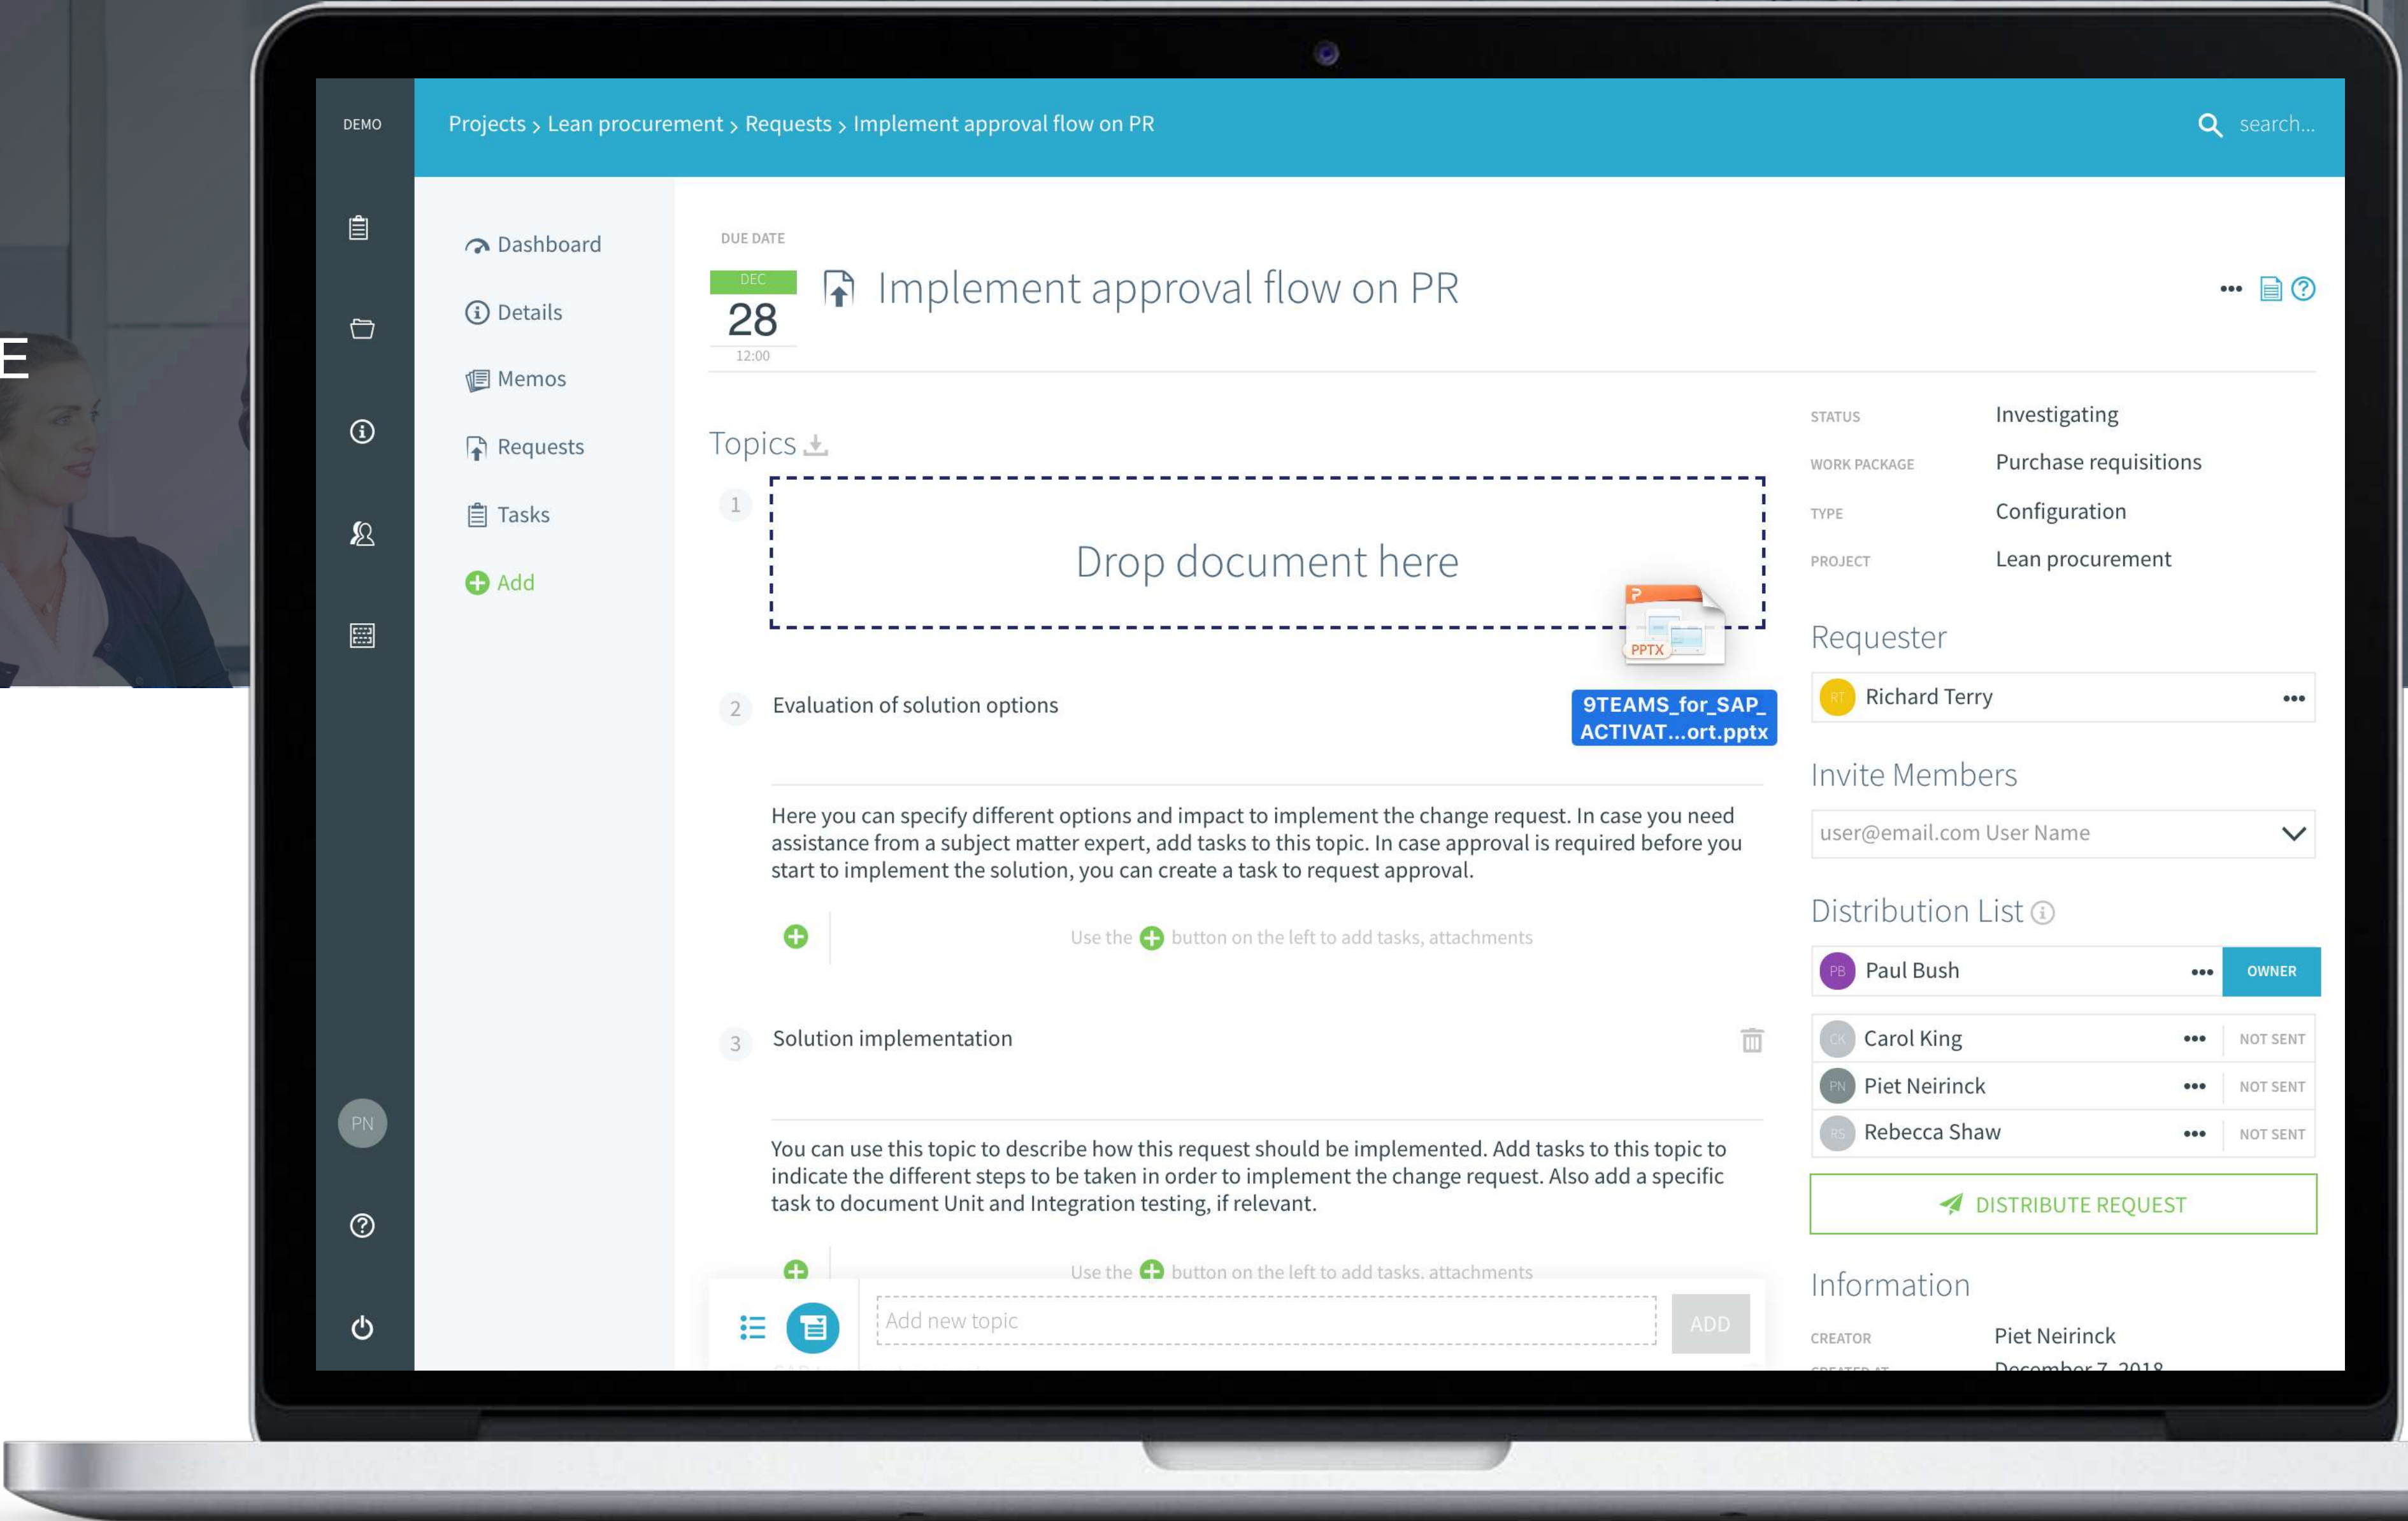 E
DEMO
Projects > Lean procurement > Requests > Implement approval flow on PR
search...
Dashboard
Details
Memos
Requests
Tasks
Add
PN
DUE DATE
DEC
28
12:00
Implement approval flow on PR
Topics
1
Drop document here
PPTX
9TEAMS_for_SAP_
ACTIVAT...ort.pptx
2 Evaluation of solution options
Here you can specify different options and impact to implement the change request. In case you need
assistance from a subject matter expert, add tasks to this topic. In case approval is required before you
start to implement the solution, you can create a task to request approval.
Use the button on the left to add tasks, attachments
3 Solution implementation
You can use this topic to describe how this request should be implemented. Add tasks to this topic to
indicate the different steps to be taken in order to implement the change request. Also add a specific
task to document Unit and Integration testing, if relevant.
Use the button on the left to add tasks, attachments
Add new topic
ADD
STATUS Investigating
WORK PACKAGE Purchase requisitions
TYPE Configuration
PROJECT Lean procurement
Requester
RT Richard Terry
Invite Members
user@email.com User Name
Distribution List
PB Paul Bush OWNER
CK Carol King NOT SENT
PN Piet Neirinck NOT SENT
RS Rebecca Shaw NOT SENT
DISTRIBUTE REQUEST
Information
CREATOR Piet Neirinck
CREATED AT December 7, 2018